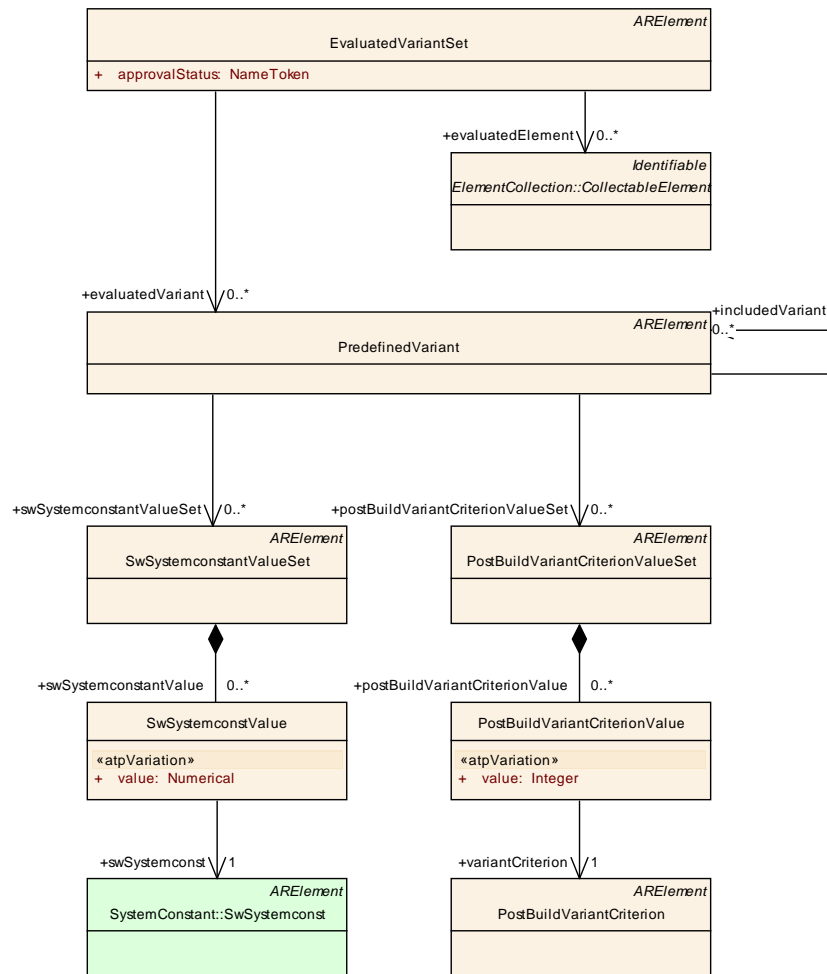 ARElement
EvaluatedVariantSet
+ approvalStatus: NameToken
+evaluatedElement 0..*
Identifiable
ElementCollection::CollectableElement
+evaluatedVariant 0..*
+includedVariant
ARElement 0..*
PredefinedVariant
+swSystemconstantValueSet 0..* +postBuildVariantCriterionValueSet 0..*
ARElement ARElement
SwSystemconstantValueSet PostBuildVariantCriterionValueSet
+swSystemconstantValue 0..* +postBuildVariantCriterionValue 0..*
SwSystemconstValue PostBuildVariantCriterionValue
«atpVariation» «atpVariation»
+ value: Numerical + value: Integer
+swSystemconst 1 +variantCriterion 1
ARElement ARElement
SystemConstant::SwSystemconst PostBuildVariantCriterion